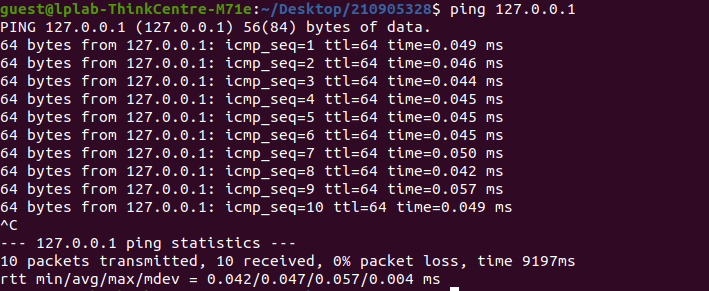 guest@lplab-ThinkCentre-M71e:~/Desktop/210905328$ ping 127.0.0.1
PING 127.0.0.1 (127.0.0.1) 56(84) bytes of data.
64 bytes from 127.0.0.1: icmp_seq=1 ttl=64 time=0.049 ms
64 bytes from 127.0.0.1: icmp_seq=2 ttl=64 time=0.046 ms
64 bytes from 127.0.0.1: icmp_seq=3 ttl=64 time=0.044 ms
64 bytes from 127.0.0.1: icmp_seq=4 ttl=64 time=0.045 ms
64 bytes from 127.0.0.1: icmp_seq=5 ttl=64 time=0.045 ms
64 bytes from 127.0.0.1: icmp_seq=6 ttl=64 time=0.045 ms
64 bytes from 127.0.0.1: icmp_seq=7 ttl=64 time=0.050 ms
64 bytes from 127.0.0.1: icmp_seq=8 ttl=64 time=0.042 ms
64 bytes from 127.0.0.1: icmp_seq=9 ttl=64 time=0.057 ms
64 bytes from 127.0.0.1: icmp_seq=10 ttl=64 time=0.049 ms
^C
--- 127.0.0.1 ping statistics ---
10 packets transmitted, 10 received, 0% packet loss, time 9197ms
rtt min/avg/max/mdev = 0.042/0.047/0.057/0.004 ms